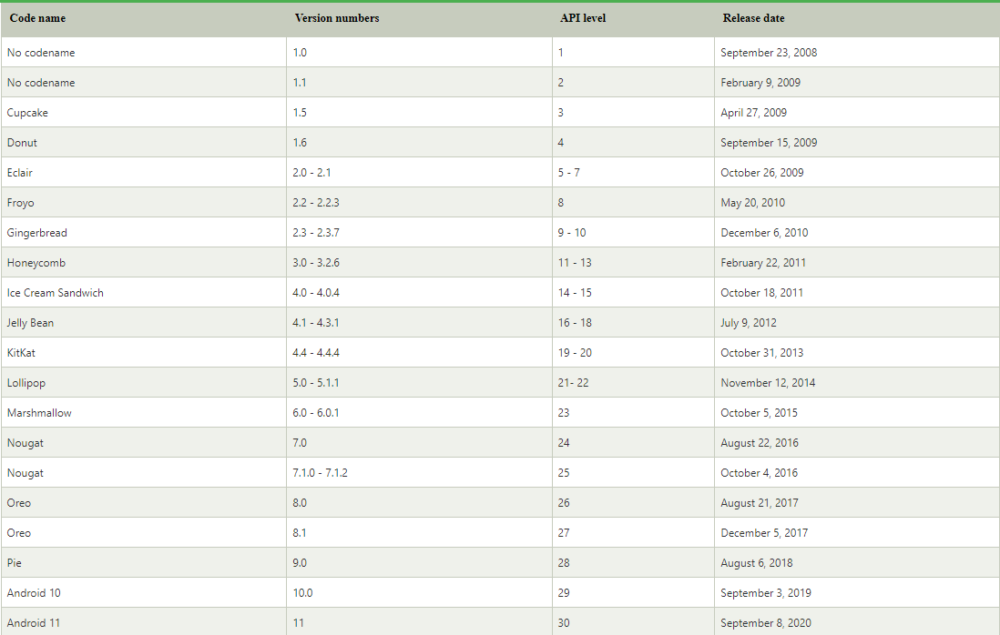 Code name Version numbers API level Release date
No codename 1.0 1 September 23, 2008
No codename 1.1 2 February 9, 2009
Cupcake 1.5 3 April 27, 2009
Donut 1.6 4 September 15, 2009
Eclair 2.0 - 2.1 5 - 7 October 26, 2009
Froyo 2.2 - 2.2.3 8 May 20, 2010
Gingerbread 2.3 - 2.3.7 9 - 10 December 6, 2010
Honeycomb 3.0 - 3.2.6 11 - 13 February 22, 2011
Ice Cream Sandwich 4.0 - 4.0.4 14 - 15 October 18, 2011
Jelly Bean 4.1 - 4.3.1 16 - 18 July 9, 2012
KitKat 4.4 - 4.4.4 19 - 20 October 31, 2013
Lollipop 5.0 - 5.1.1 21- 22 November 12, 2014
Marshmallow 6.0 - 6.0.1 23 October 5, 2015
Nougat 7.0 24 August 22, 2016
Nougat 7.1.0 - 7.1.2 25 October 4, 2016
Oreo 8.0 26 August 21, 2017
Oreo 8.1 27 December 5, 2017
Pie 9.0 28 August 6, 2018
Android 10 10.0 29 September 3, 2019
Android 11 11 30 September 8, 2020